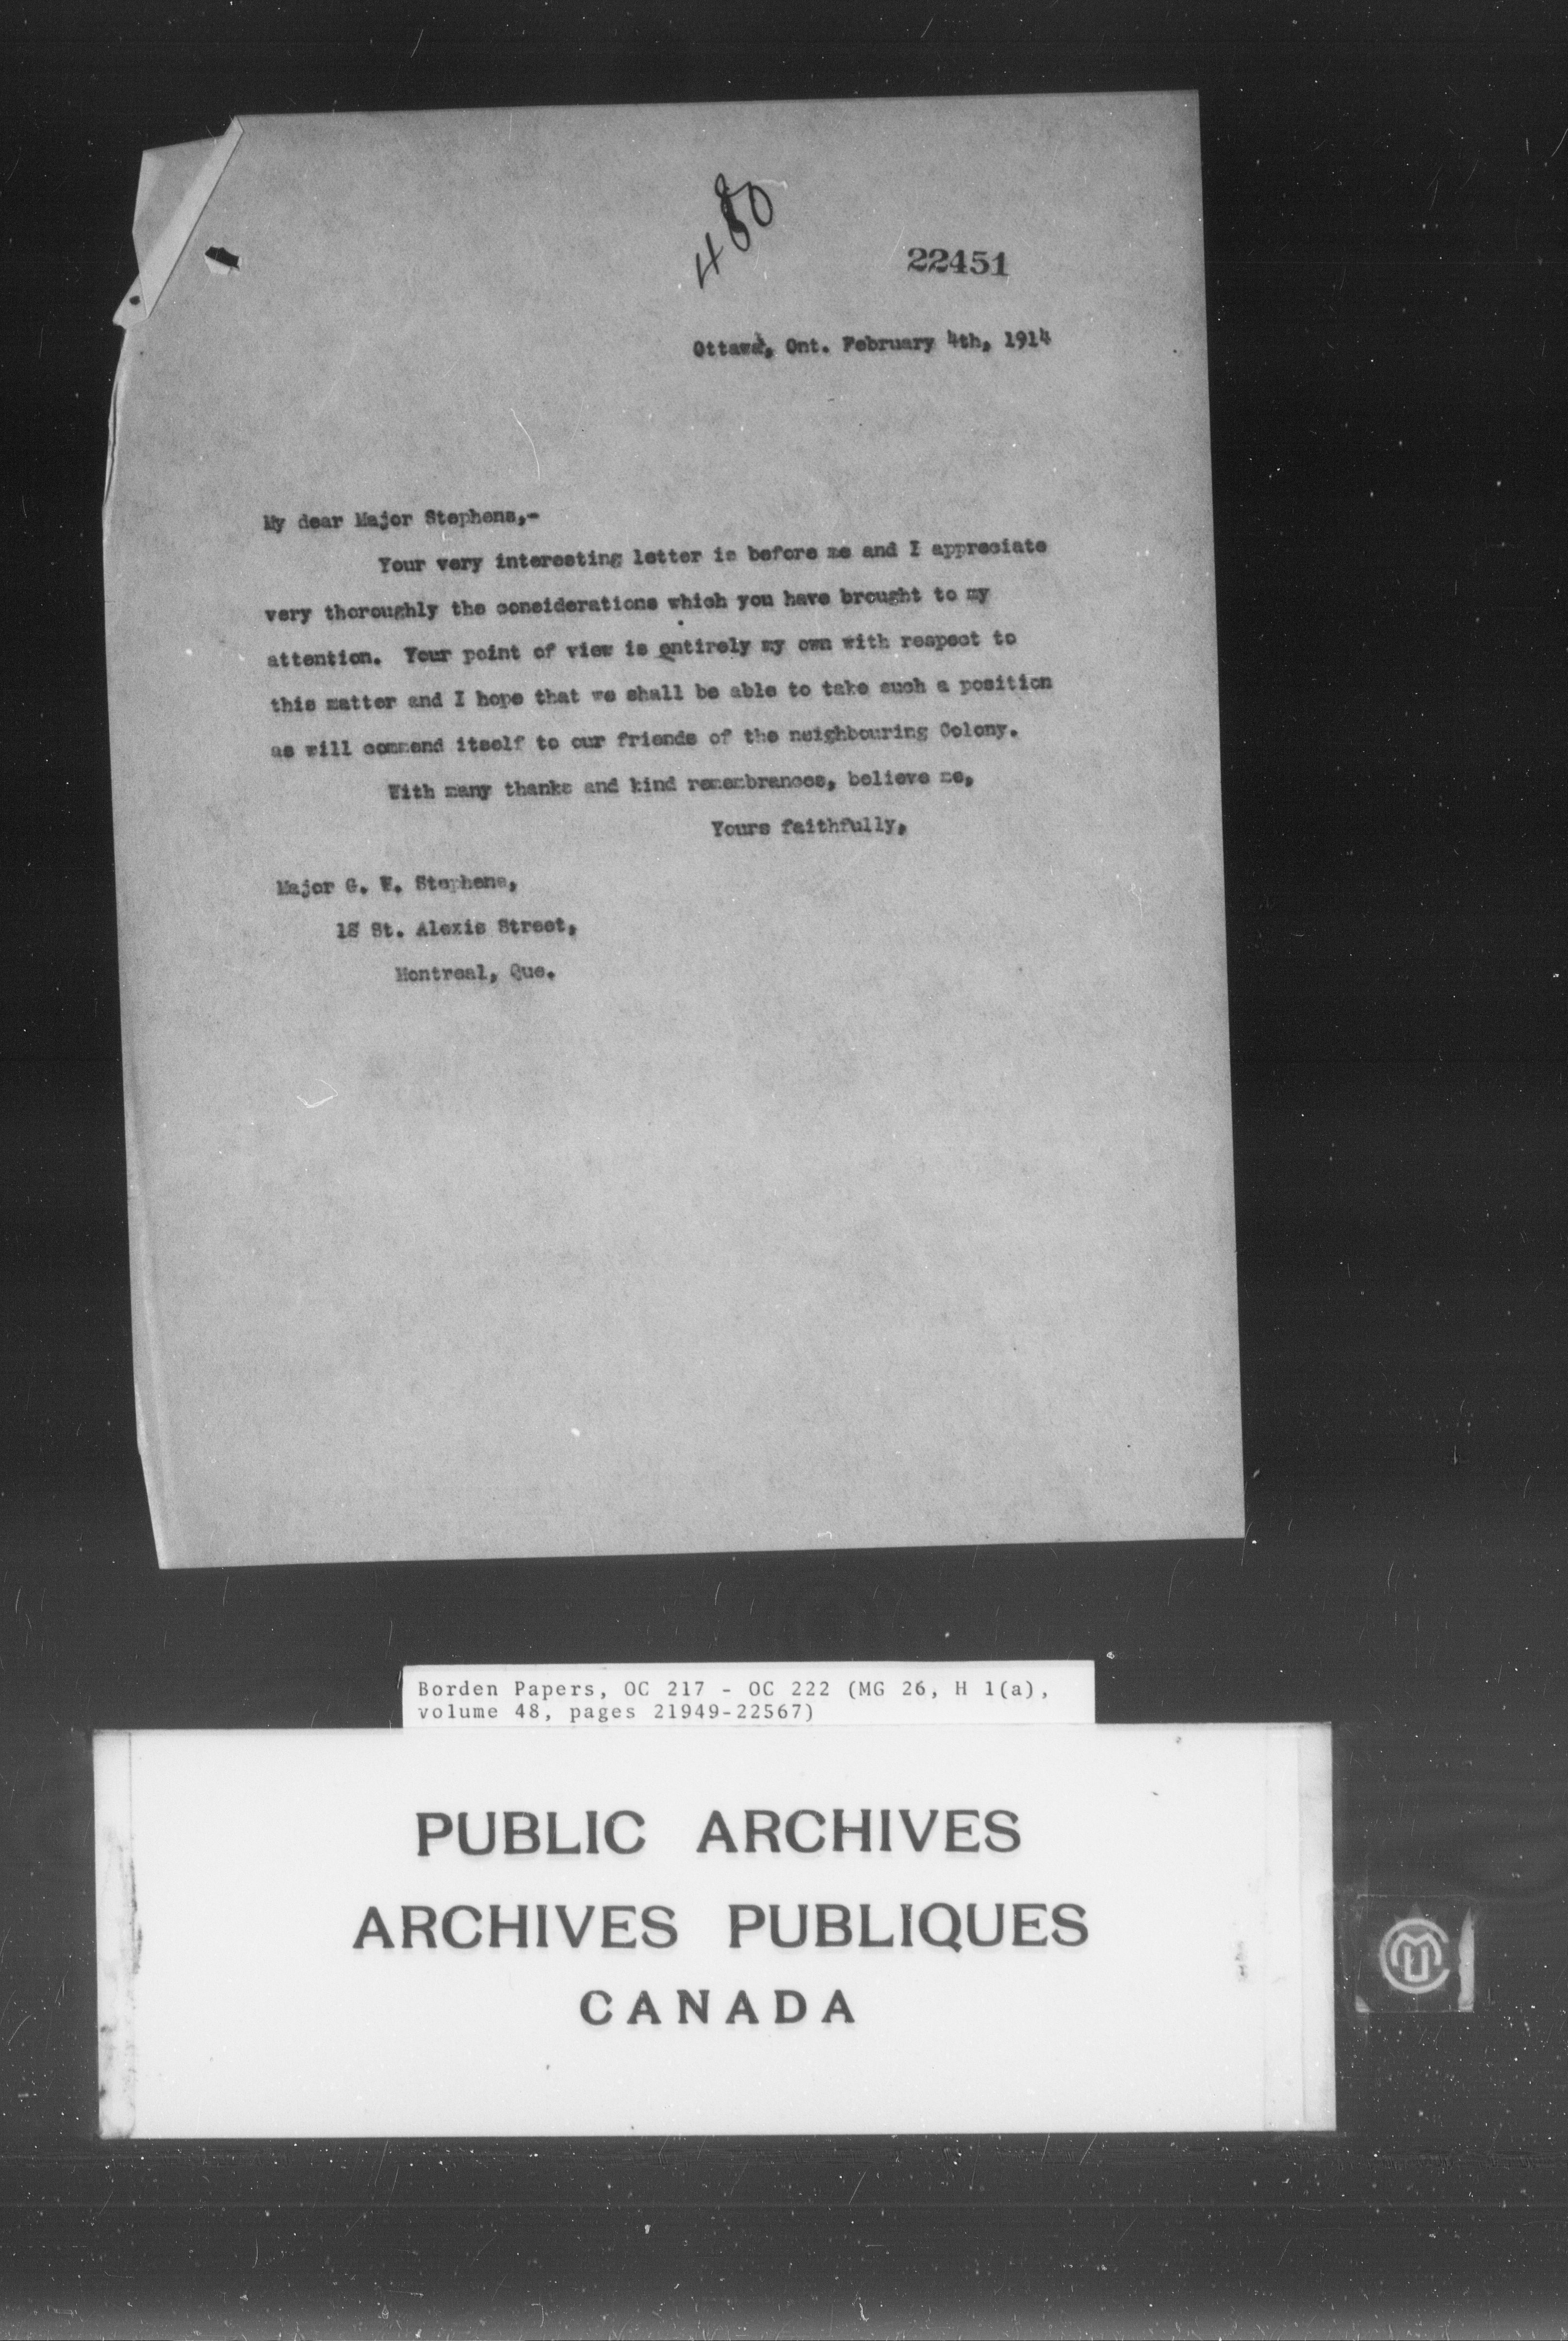 480
22451
Ottawa, Ont. February 4th, 1914
My dear Major Stephens,-
Your very interesting letter is before me and I appreciate
very thoroughly the considerations which you have brought to my
attention. Your point of view is entirely my own with respect to
this matter and I hope that we shall be able to take such a position
as will commend itself to our friends of the neighbouring Colony.
With many thanks and kind remembrances, believe me,
Yours faithfully,
Major G. W. Stephens,
18 St. Alexis Street,
Montreal, Que.
Borden Papers, OC 217 - OC 222 (MG 26, H 1(a),
volume 48, pages 21949-22567)
PUBLIC ARCHIVES
ARCHIVES PUBLIQUES
CANADA